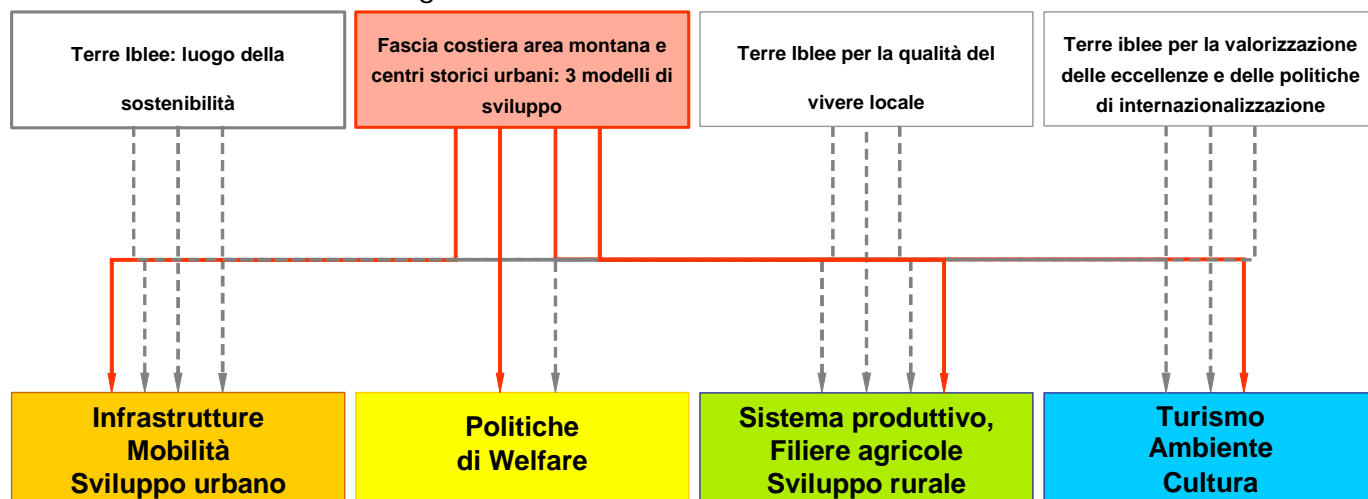 g
Terre Iblee: luogo della
sostenibilità
Fascia costiera area montana e
centri storici urbani: 3 modelli di
sviluppo
Terre Iblee per la qualità del
vivere locale
Terre iblee per la valorizzazione
delle eccellenze e delle politiche
di internazionalizzazione
Infrastrutture
Mobilità
Sviluppo urbano
Politiche
di Welfare
Sistema produttivo,
Filiere agricole
Sviluppo rurale
Turismo
Ambiente
Cultura